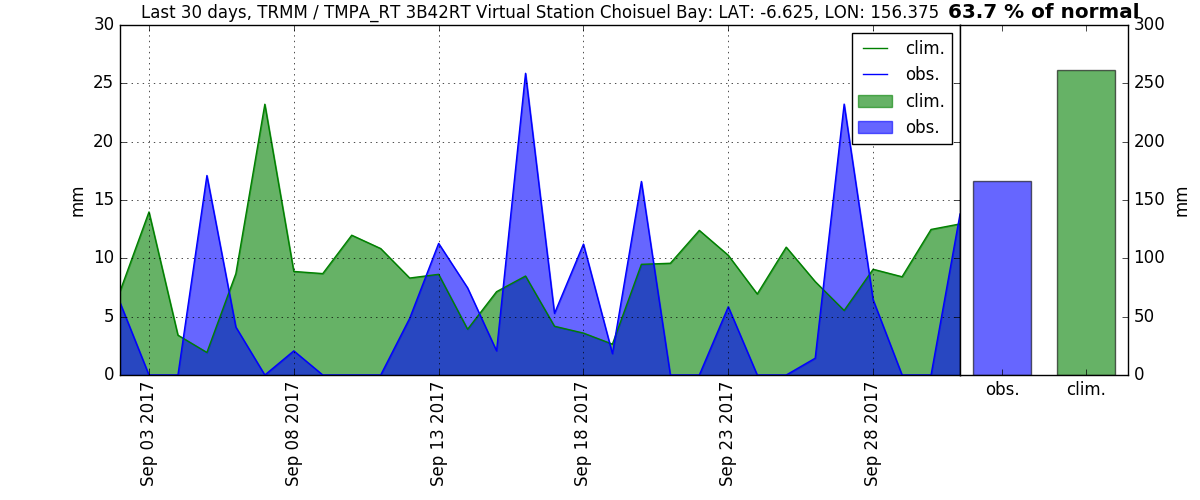 Last 30 days, TRMM / TMPA_RT 3B42RT Virtual Station Choisuel Bay: LAT: -6.625, LON: 156.375 63.7 % of normal
30
25
20
15
10
5
0
mm
clim.
obs.
clim.
obs.
Sep 03 2017
Sep 08 2017
Sep 13 2017
Sep 18 2017
Sep 23 2017
Sep 28 2017
300
250
200
150
100
50
0
mm
obs. clim.